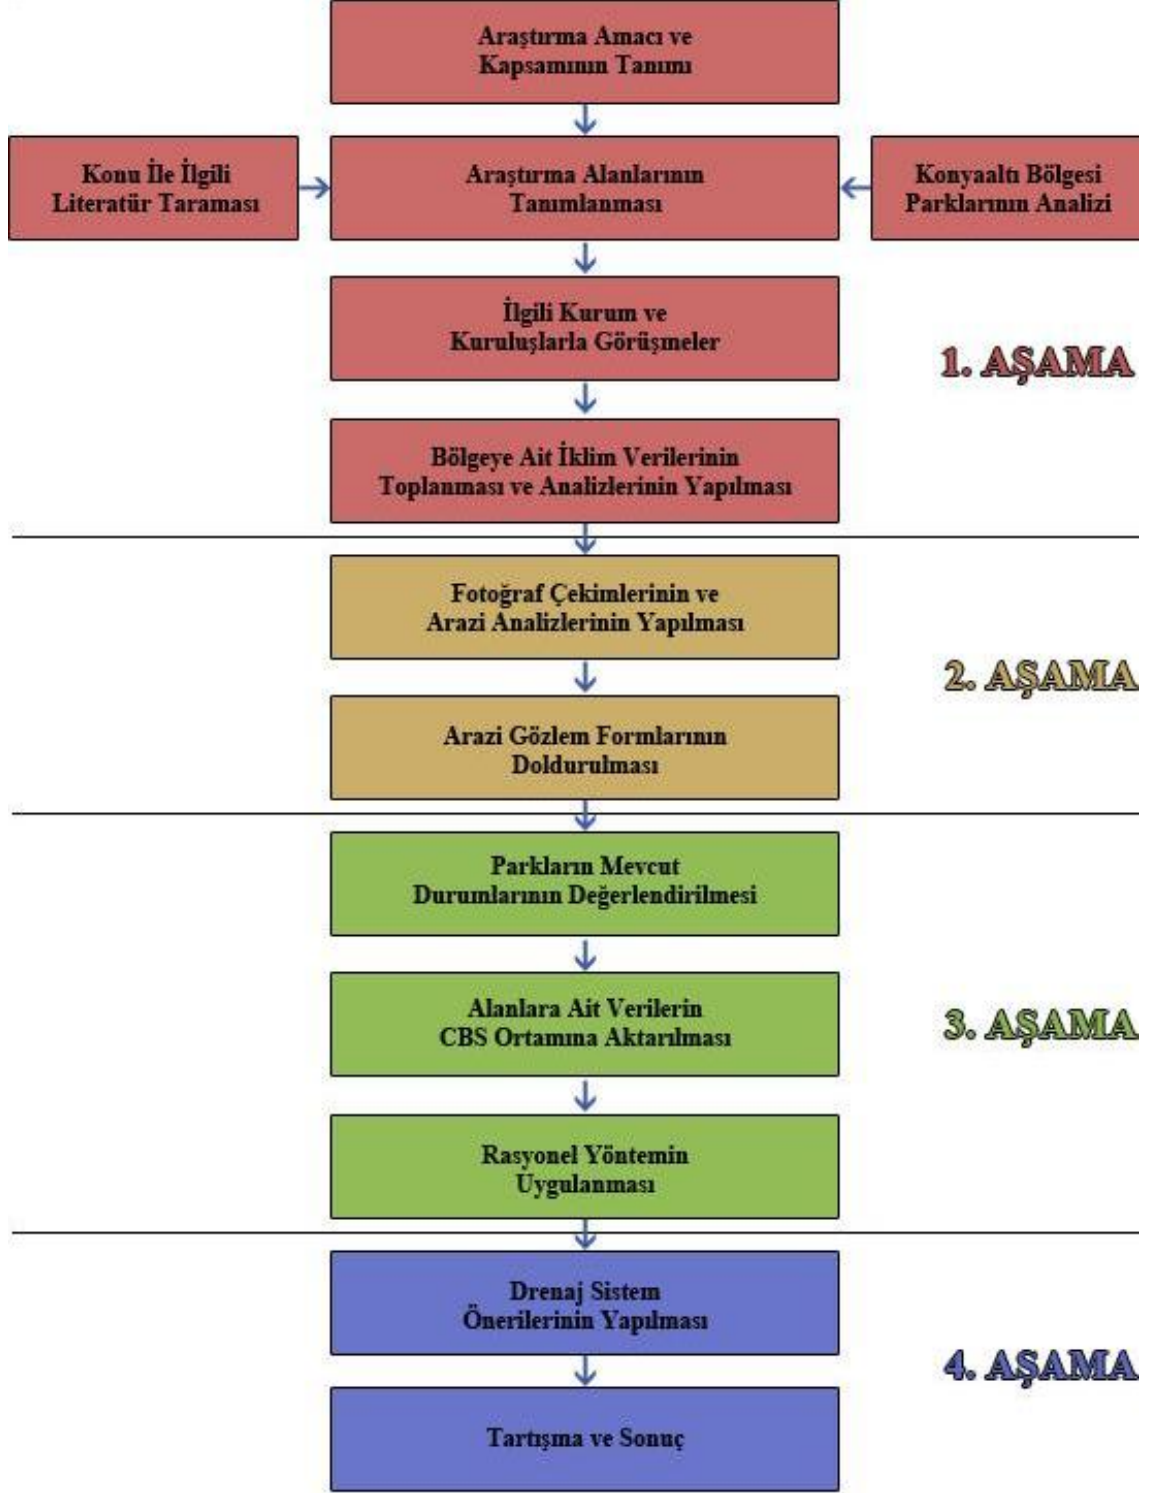 Araştırma Amacı ve
Kapsamının Tanımı
Konu İle İlgili
Literatür Taraması
Araştırma Alanlarının
Tanımlanması
Konyaaltı Bölgesi
Parklarının Analizi
İlgili Kurum ve
Kuruluşlarla Görüşmeler
1. AŞAMA
Bölgeye Ait İklim Verilerinin
Toplanması ve Analizlerinin Yapılması
Fotoğraf Çekimlerinin ve
Arazi Analizlerinin Yapılması
2. AŞAMA
Arazi Gözlem Formlarının
Doldurulması
Parkların Mevcut
Durumlarının Değerlendirilmesi
Alanlara Ait Verilerin
CBS Ortamına Aktarılması
3. AŞAMA
Rasyonel Yöntemin
Uygulanması
Drenaj Sistem
Önerilerinin Yapılması
4. AŞAMA
Tartışma ve Sonuç